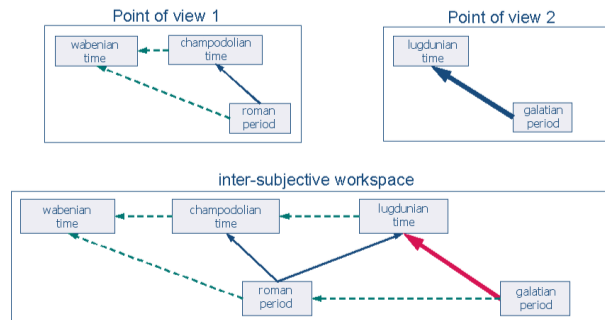 Point of view 1
wabenian
time
champodolian
time
roman
period
Point of view 2
lugdunian
time
galatian
period
inter-subjective workspace
wabenian
time
champodolian
time
lugdunian
time
roman
period
galatian
period